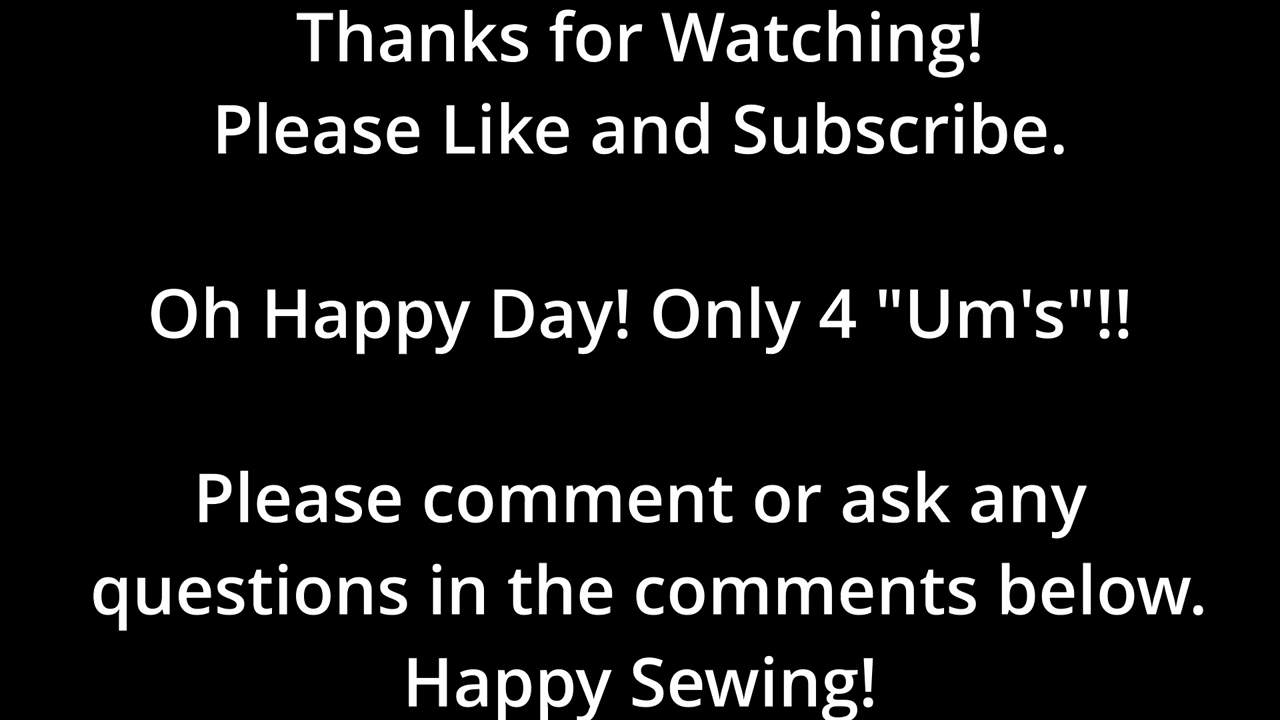 Thanks for Watching!
Please Like and Subscribe.
Oh Happy Day! Only 4 "Um's"!!
Please comment or ask any
questions in the comments below.
Happy Sewing!